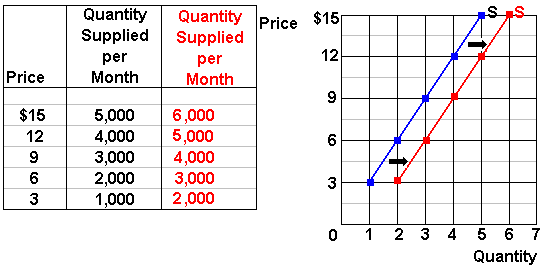 Price
Quantity
Supplied
per
Month
Quantity
Supplied
per
Month
$15 5,000 6,000
12 4,000 5,000
9 3,000 4,000
6 2,000 3,000
3 1,000 2,000
Price
$15
12
9
6
3
S S
0 1 2 3 4 5 6 7
Quantity